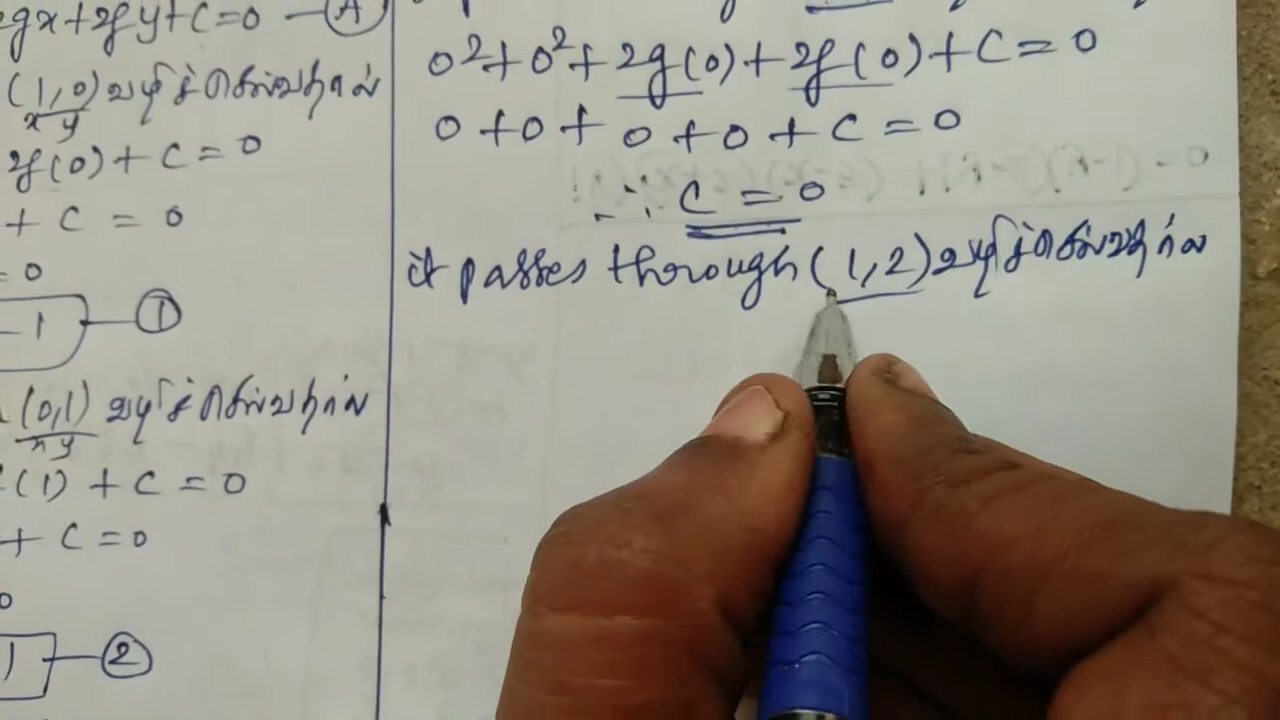 gx+2fy+C=0 — A
(1,0) வழிச் செல்வதால்
x y
2f(0) + C = 0
+ C = 0
= 0
-1 — 1
(0,1) வழிச் செல்வதால்
x y
(1) + C = 0
+ C = 0
0
1 — 2
0²+0²+2g(0)+2f(0)+C=0
0+0+0+0+C=0
∴ C = 0
it passes through (1,2) வழிச் செல்வதால்